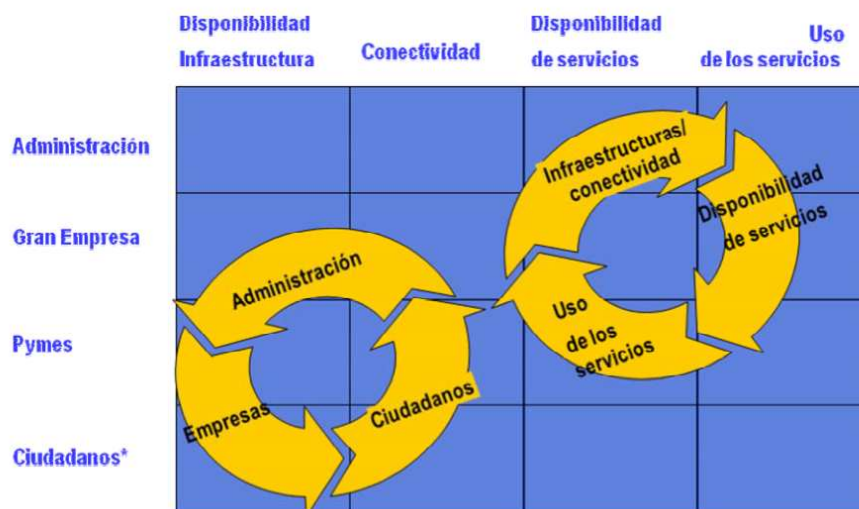 Disponibilidad
Infraestructura
Conectividad
Disponibilidad
de servicios
Uso
de los servicios
Administración
Gran Empresa
Pymes
Ciudadanos*
Infraestructuras/
conectividad
Disponibilidad
de servicios
Uso
de los
servicios
Administración
Empresas
Ciudadanos